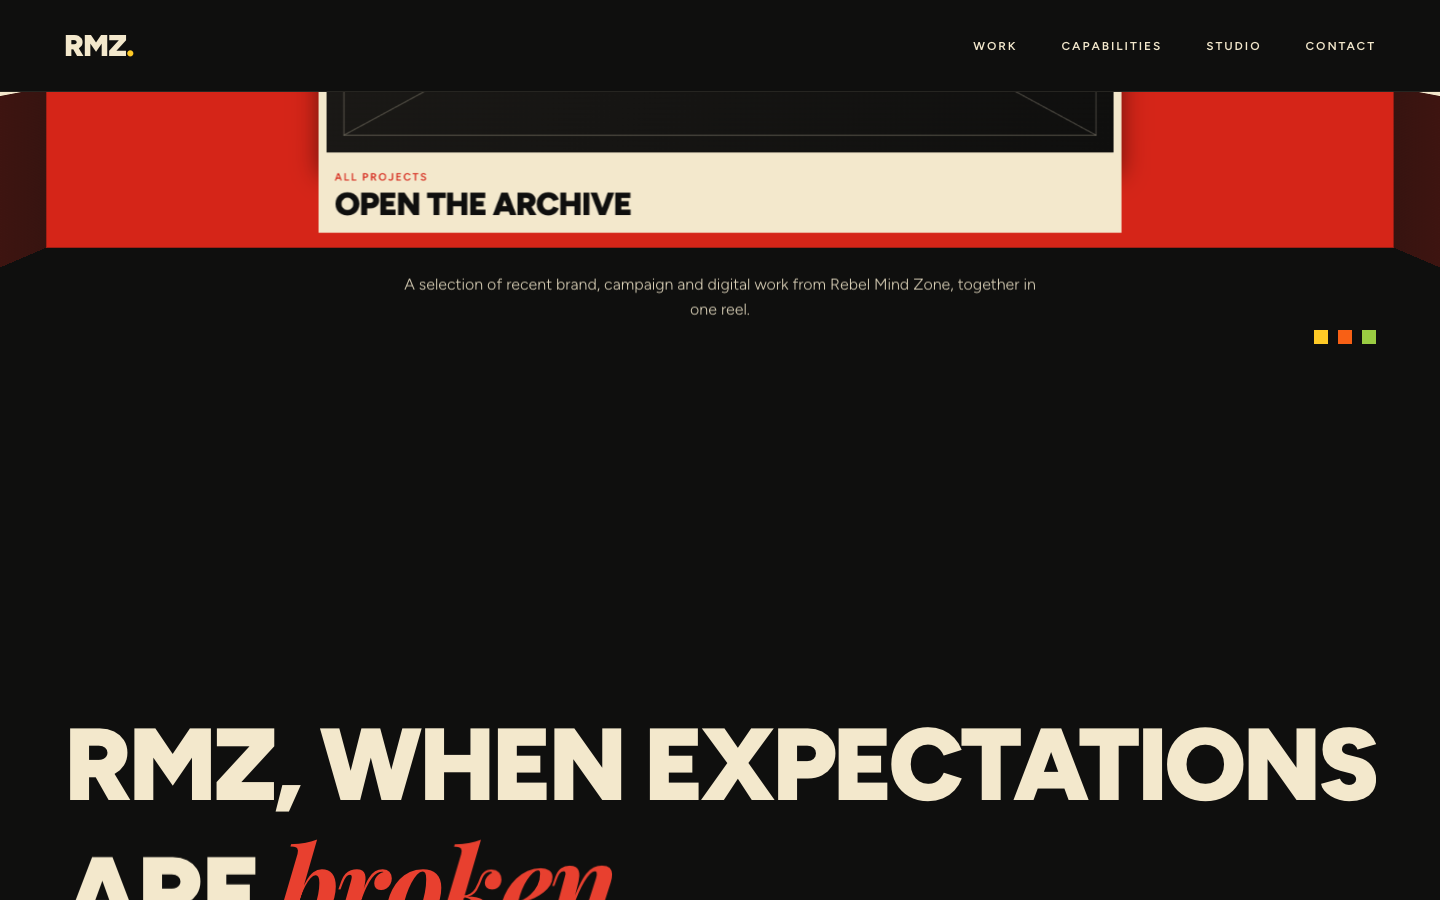 RMZ.
WORK CAPABILITIES STUDIO CONTACT
ALL PROJECTS
OPEN THE ARCHIVE
A selection of recent brand, campaign and digital work from Rebel Mind Zone, together in
one reel.
RMZ, WHEN EXPECTATIONS
ARE broken